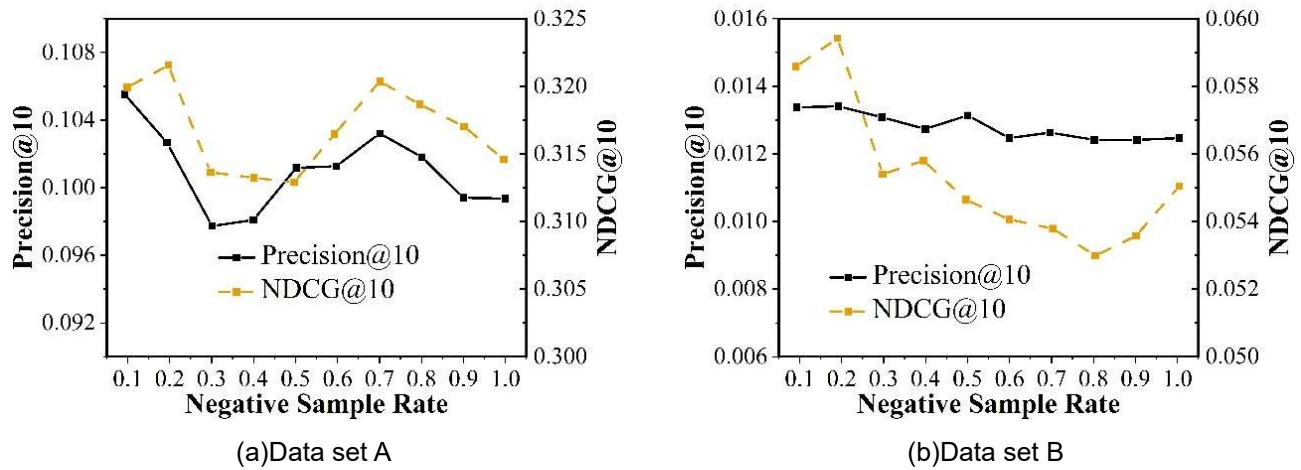 0.108
0.104
0.100
0.096
0.092
Precision@10
0.325
0.320
0.315
0.310
0.305
0.300
NDCG@10
Precision@10
NDCG@10
0.1 0.2 0.3 0.4 0.5 0.6 0.7 0.8 0.9 1.0
Negative Sample Rate
(a)Data set A
0.016
0.014
0.012
0.010
0.008
0.006
Precision@10
0.060
0.058
0.056
0.054
0.052
0.050
NDCG@10
Precision@10
NDCG@10
0.1 0.2 0.3 0.4 0.5 0.6 0.7 0.8 0.9 1.0
Negative Sample Rate
(b)Data set B